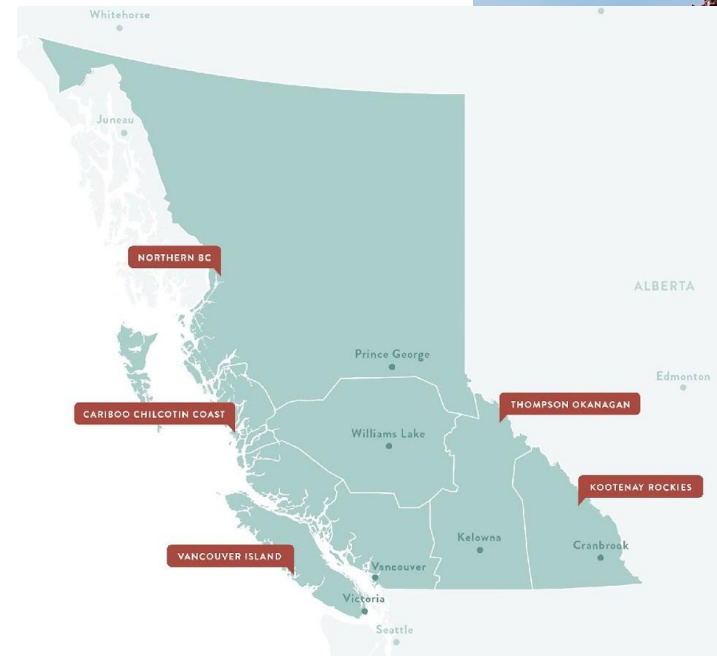 Whitehorse
Juneau
NORTHERN BC
ALBERTA
Prince George
Edmonton
THOMPSON OKANAGAN
CARIBOO CHILCOTIN COAST
Williams Lake
KOOTENAY ROCKIES
Kelowna
Cranbrook
VANCOUVER ISLAND
Vancouver
Victoria
Seattle